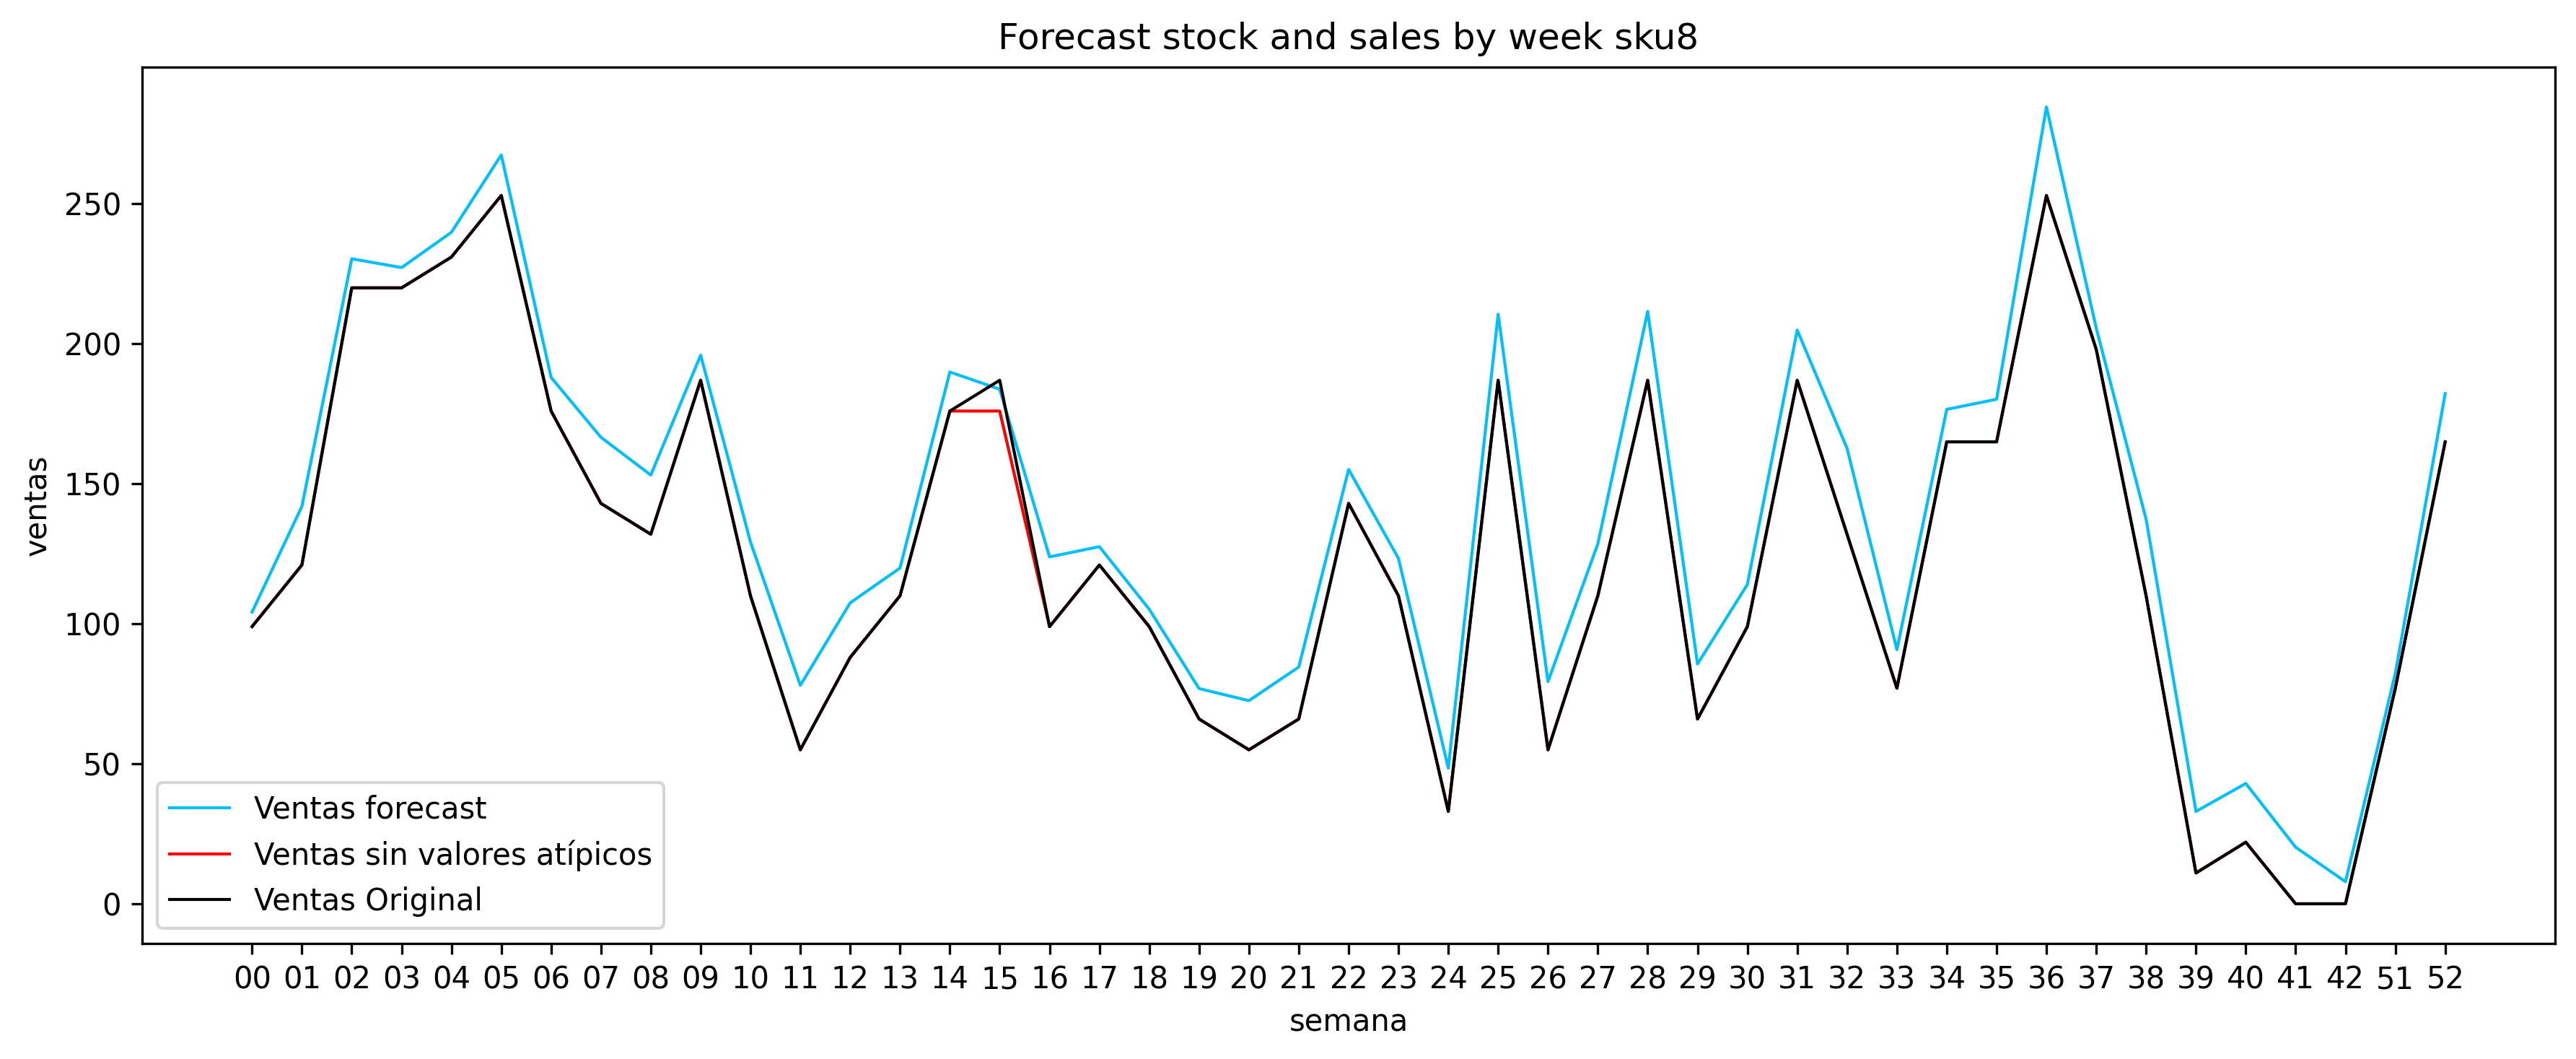 Forecast stock and sales by week sku8
ventas
250
200
150
100
50
0
Ventas forecast
Ventas sin valores atípicos
Ventas Original
00 01 02 03 04 05 06 07 08 09 10 11 12 13 14 15 16 17 18 19 20 21 22 23 24 25 26 27 28 29 30 31 32 33 34 35 36 37 38 39 40 41 42 51 52
semana